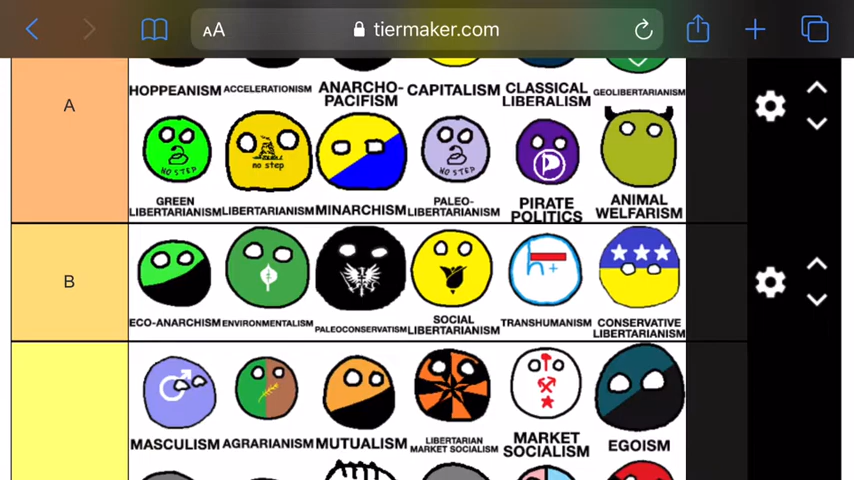 AA
tiermaker.com
A
HOPPEANISM ACCELERATIONISM ANARCHO-PACIFISM CAPITALISM CLASSICAL LIBERALISM GEOLIBERTARIANISM
NO STEP
no step
NO STEP
GREEN LIBERTARIANISM LIBERTARIANISM MINARCHISM PALEO-LIBERTARIANISM PIRATE POLITICS ANIMAL WELFARISM
B
h+
ECO-ANARCHISM ENVIRONMENTALISM PALEOCONSERVATISM SOCIAL LIBERTARIANISM TRANSHUMANISM CONSERVATIVE LIBERTARIANISM
MASCULISM AGRARIANISM MUTUALISM LIBERTARIAN MARKET SOCIALISM MARKET SOCIALISM EGOISM